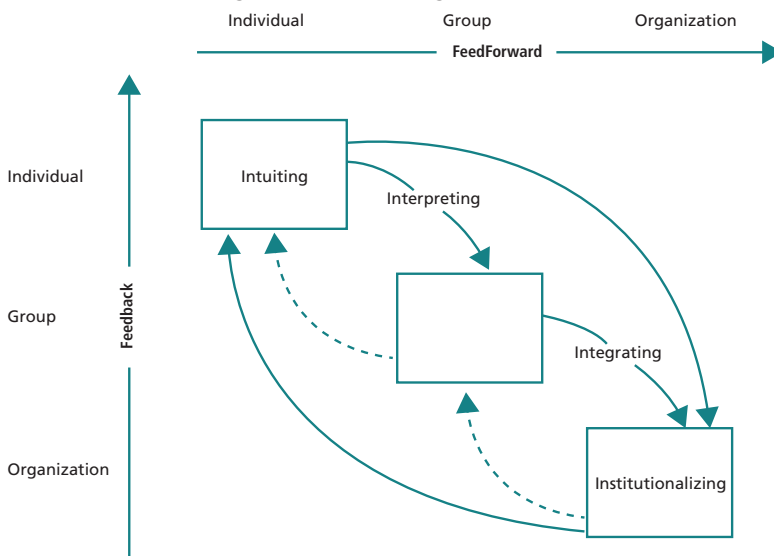 Individual
Group
Organization
FeedForward
Individual
Intuiting
Interpreting
Feedback
Group
Integrating
Organization
Institutionalizing